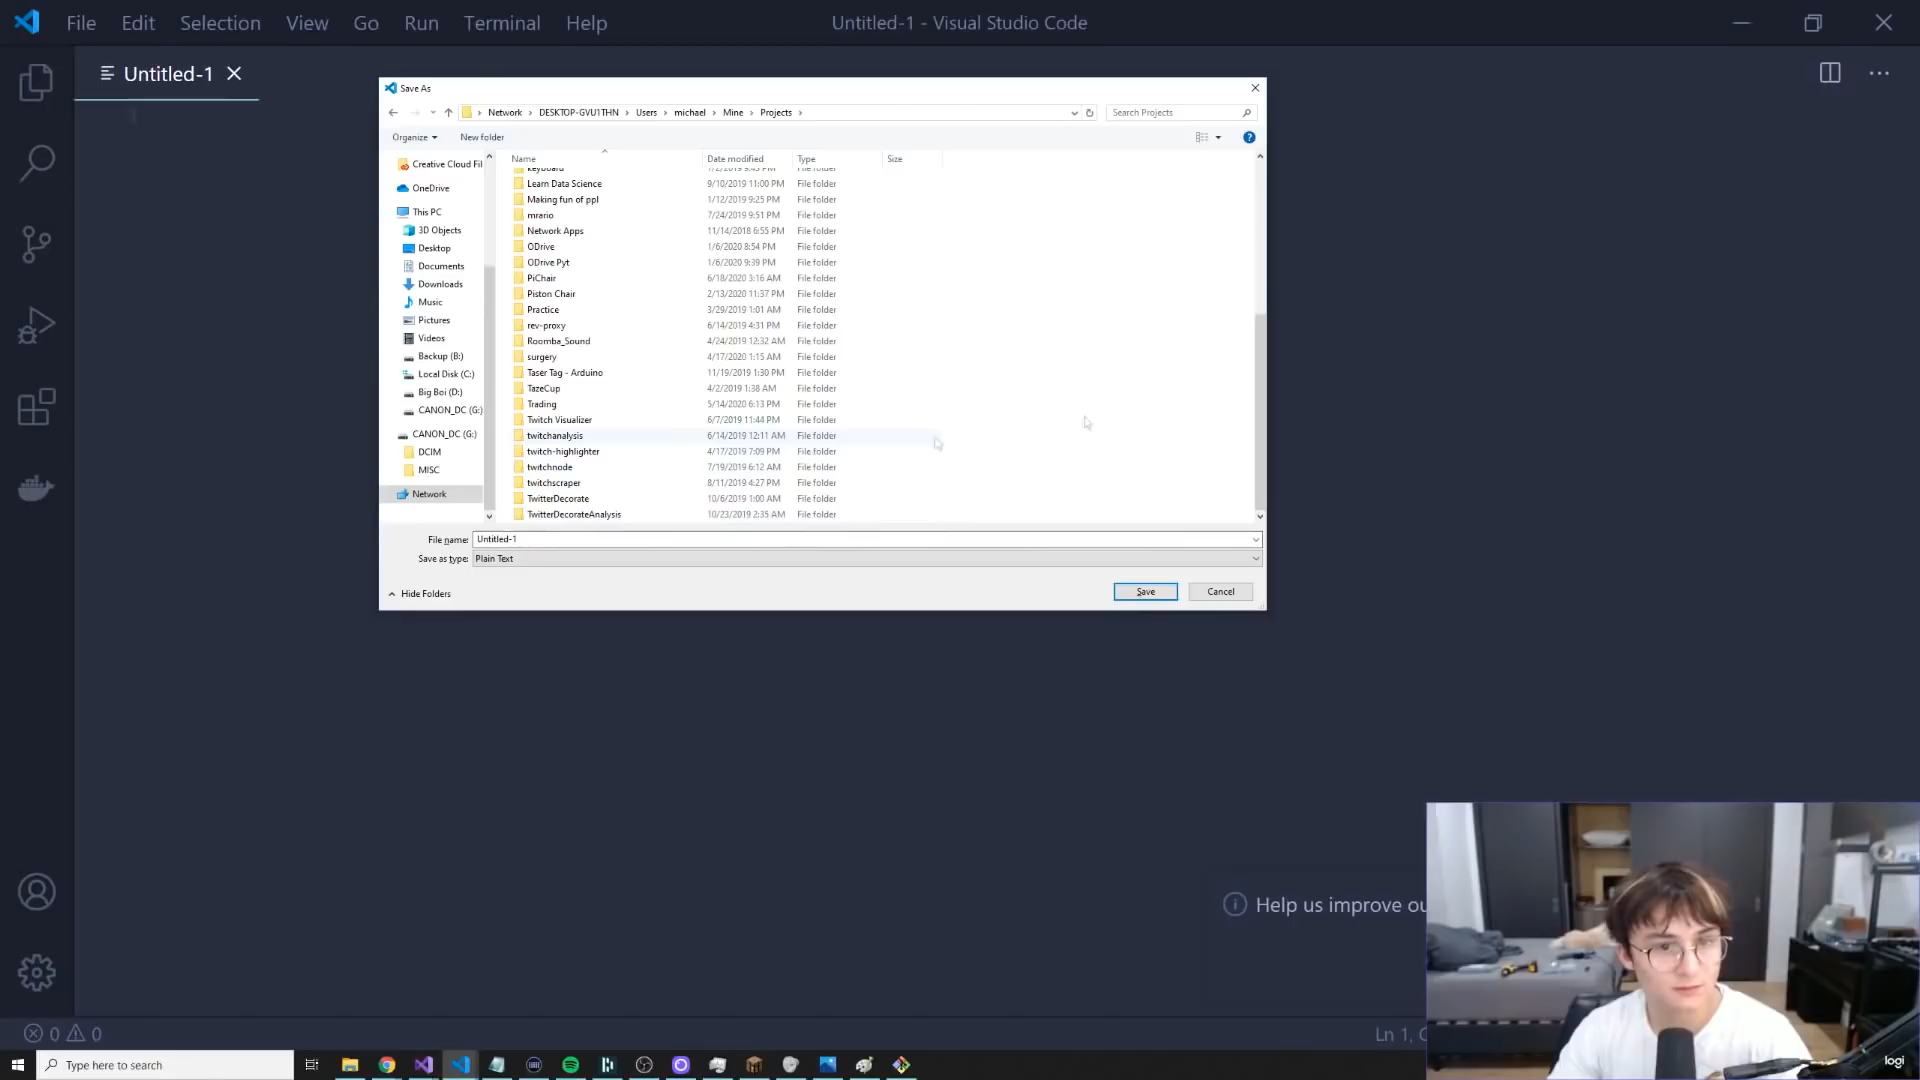 File Edit Selection View Go Run Terminal Help
Untitled-1 - Visual Studio Code
Untitled-1
Save As
Network > DESKTOP-GVU1THN > Users > michael > Mine > Projects >
Search Projects
Organize
New folder
Name Date modified Type Size
Creative Cloud Fil
OneDrive
This PC
3D Objects
Desktop
Documents
Downloads
Music
Pictures
Videos
Backup (B:)
Local Disk (C:)
Big Boi (D:)
CANON_DC (G:)
CANON_DC (G:)
DCIM
MISC
Network
keyboard 1/2/2019 9:43 PM File folder
Learn Data Science 9/10/2019 11:00 PM File folder
Making fun of ppl 1/12/2019 9:25 PM File folder
mrario 7/24/2019 9:51 PM File folder
Network Apps 11/14/2018 6:55 PM File folder
ODrive 1/6/2020 8:54 PM File folder
ODrive Pyt 1/6/2020 9:39 PM File folder
PiChair 6/18/2020 3:16 AM File folder
Piston Chair 2/13/2020 11:37 PM File folder
Practice 3/29/2019 1:01 AM File folder
rev-proxy 6/14/2019 4:31 PM File folder
Roomba_Sound 4/24/2019 12:32 AM File folder
surgery 4/17/2020 1:15 AM File folder
Taser Tag - Arduino 11/19/2019 1:30 PM File folder
TazeCup 4/2/2019 1:38 AM File folder
Trading 5/14/2020 6:13 PM File folder
Twitch Visualizer 6/7/2019 11:44 PM File folder
twitchanalysis 6/14/2019 12:11 AM File folder
twitch-highlighter 4/17/2019 7:09 PM File folder
twitchnode 7/19/2019 6:12 AM File folder
twitchscraper 8/11/2019 4:27 PM File folder
TwitterDecorate 10/6/2019 1:00 AM File folder
TwitterDecorateAnalysis 10/23/2019 2:35 AM File folder
File name: Untitled-1
Save as type: Plain Text
Hide Folders
Save
Cancel
Help us improve ou
0 0
Ln 1, C
Type here to search
logi